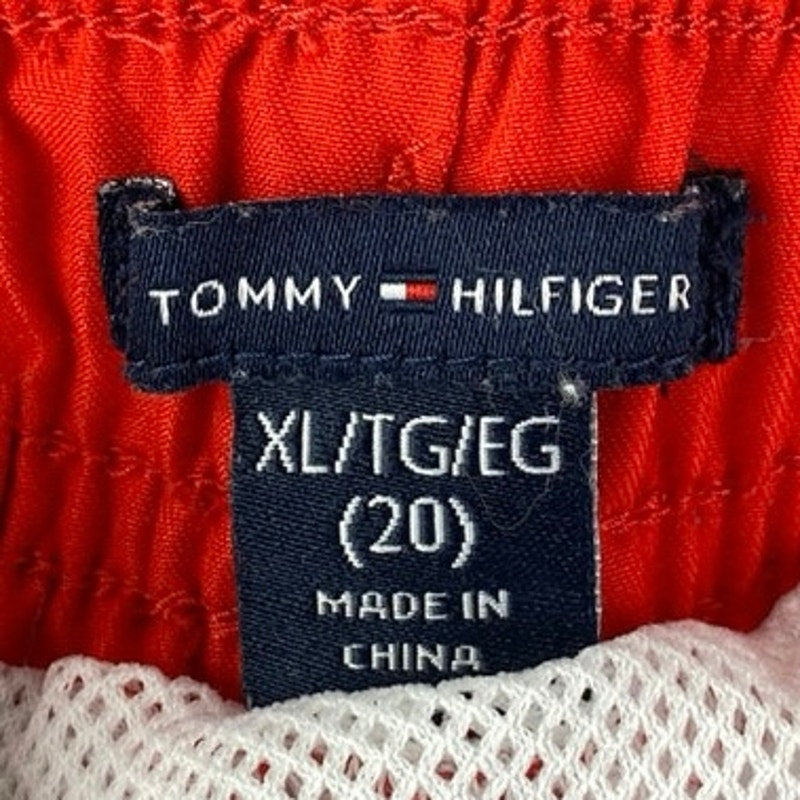 TOMMY HILFIGER
XL/TG/EG
(20)
MADE IN
CHINA